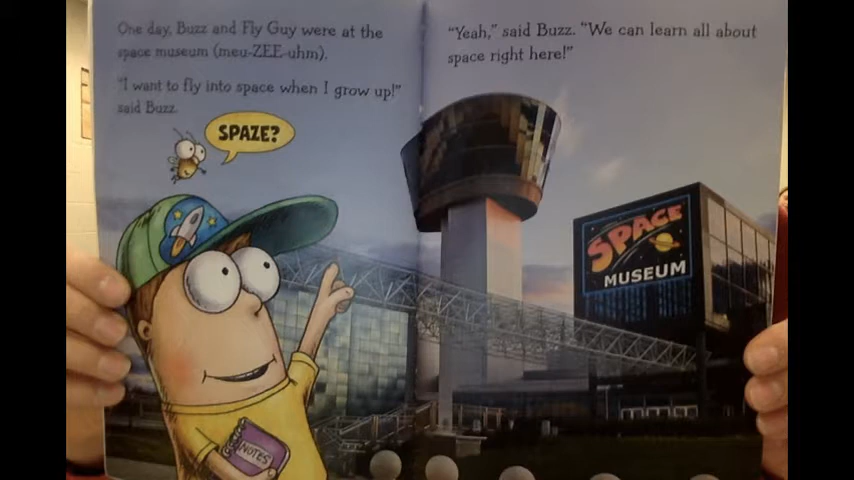 One day, Buzz and Fly Guy were at the
space museum (meu-ZEE-uhm).
"I want to fly into space when I grow up!"
said Buzz.
SPAZE?
NOTES
"Yeah," said Buzz. "We can learn all about
space right here!"
SPACE
MUSEUM